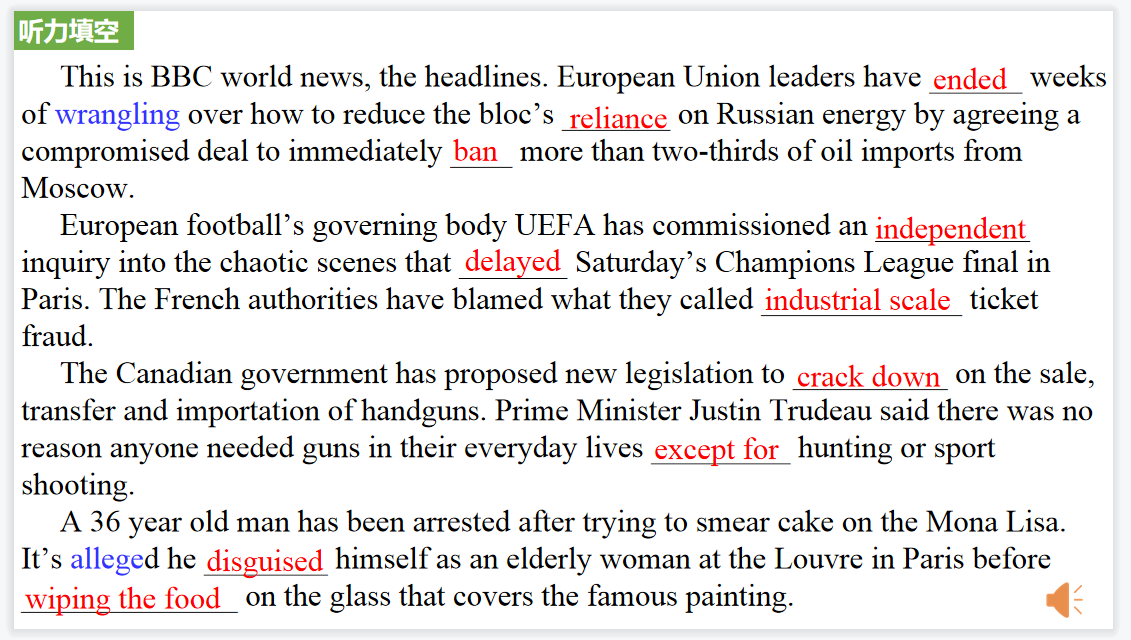 听力填空
This is BBC world news, the headlines. European Union leaders have ended weeks
of wrangling over how to reduce the bloc’s reliance on Russian energy by agreeing a
compromised deal to immediately ban more than two-thirds of oil imports from
Moscow.
European football’s governing body UEFA has commissioned an independent
inquiry into the chaotic scenes that delayed Saturday’s Champions League final in
Paris. The French authorities have blamed what they called industrial scale ticket
fraud.
The Canadian government has proposed new legislation to crack down on the sale,
transfer and importation of handguns. Prime Minister Justin Trudeau said there was no
reason anyone needed guns in their everyday lives except for hunting or sport
shooting.
A 36 year old man has been arrested after trying to smear cake on the Mona Lisa.
It’s alleged he disguised himself as an elderly woman at the Louvre in Paris before
wiping the food on the glass that covers the famous painting.